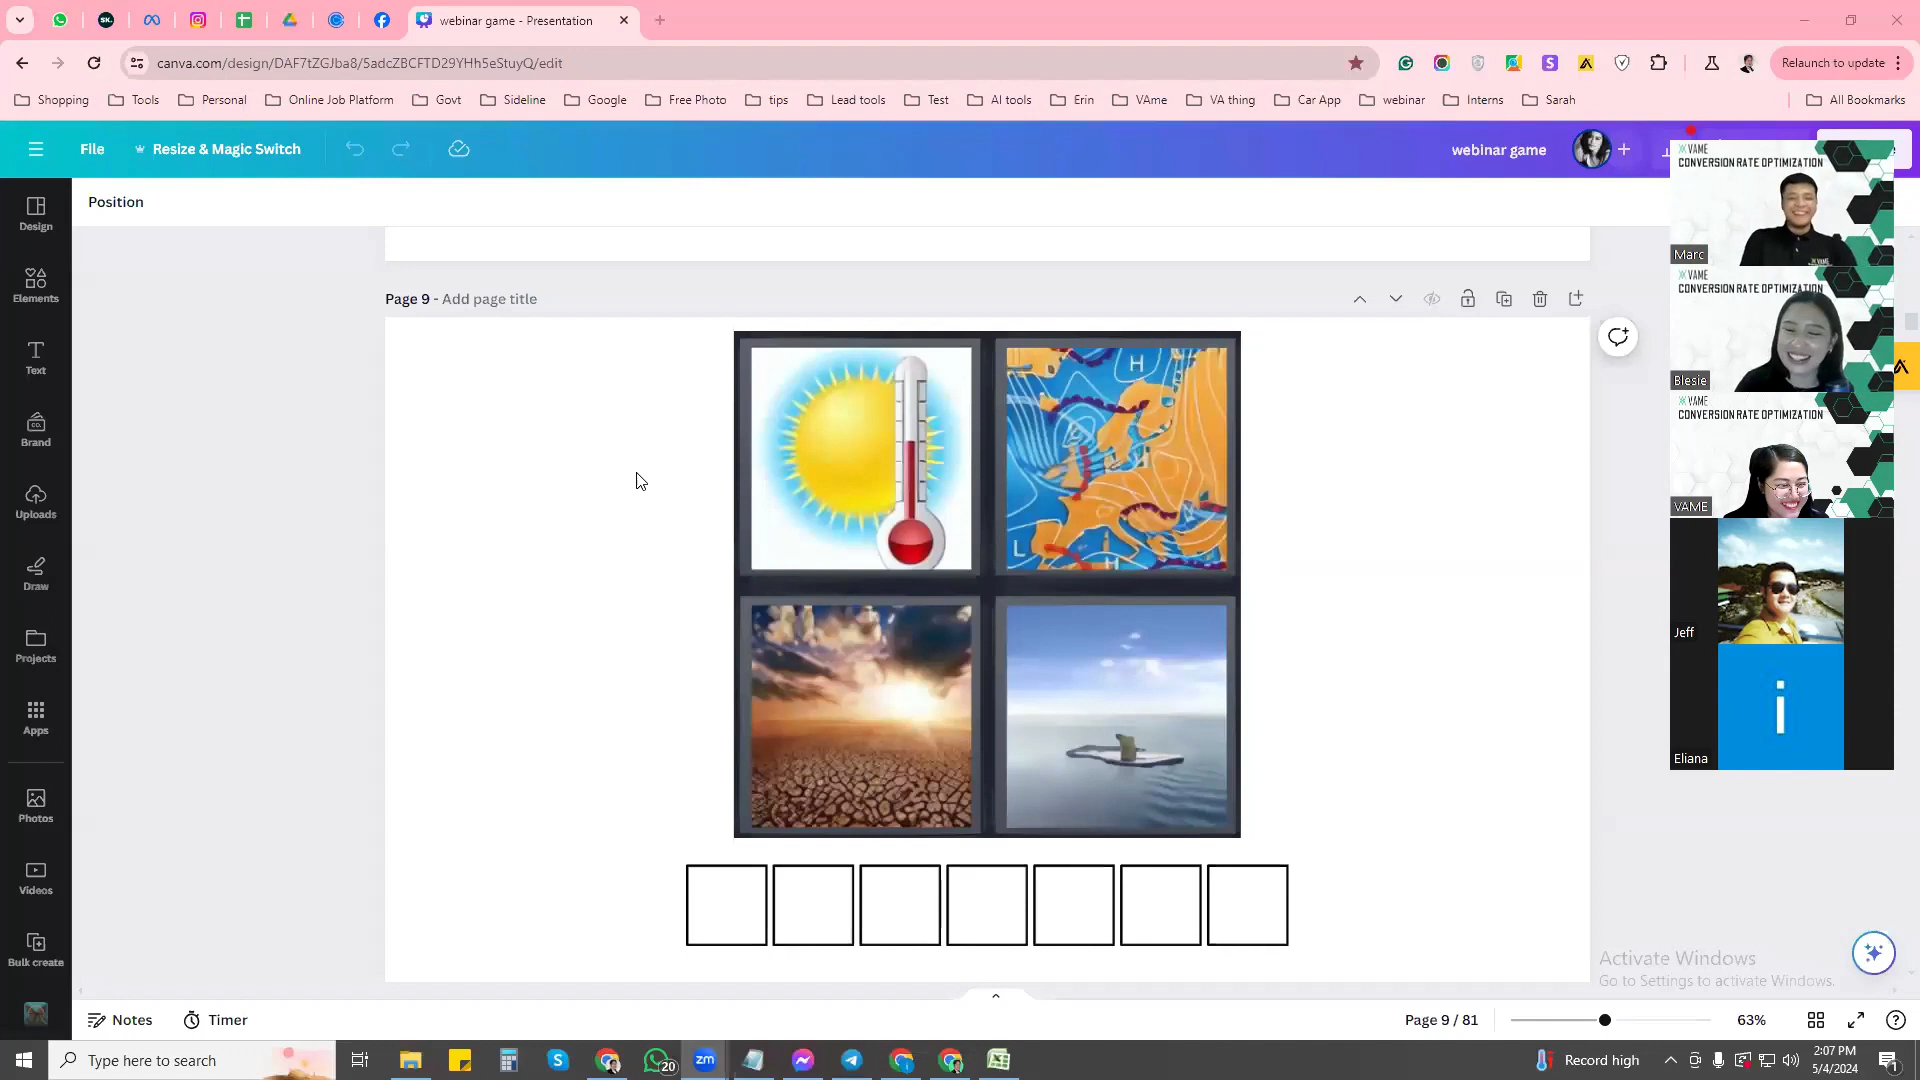 webinar game - Presentation
canva.com/design/DAF7tZGJba8/5adcZBCFTD29YHh5eStuyQ/edit
Relaunch to update
Shopping Tools Personal Online Job Platform Govt Sideline Google Free Photo tips Lead tools Test AI tools Erin VAme VA thing Car App webinar Interns Sarah All Bookmarks
File Resize & Magic Switch webinar game
Position
Design
Elements
Text
Brand
Uploads
Draw
Projects
Apps
Photos
Videos
Bulk create
Page 9 - Add page title
H
L
VAME
CONVERSION RATE OPTIMIZATION
Marc
VAME
CONVERSION RATE OPTIMIZATION
Blesie
VAME
CONVERSION RATE OPTIMIZATION
VAME
Jeff
i
Eliana
Activate Windows
Go to Settings to activate Windows.
Notes Timer Page 9 / 81 63%
Type here to search
20
zm
Record high
2:07 PM
5/4/2024
1